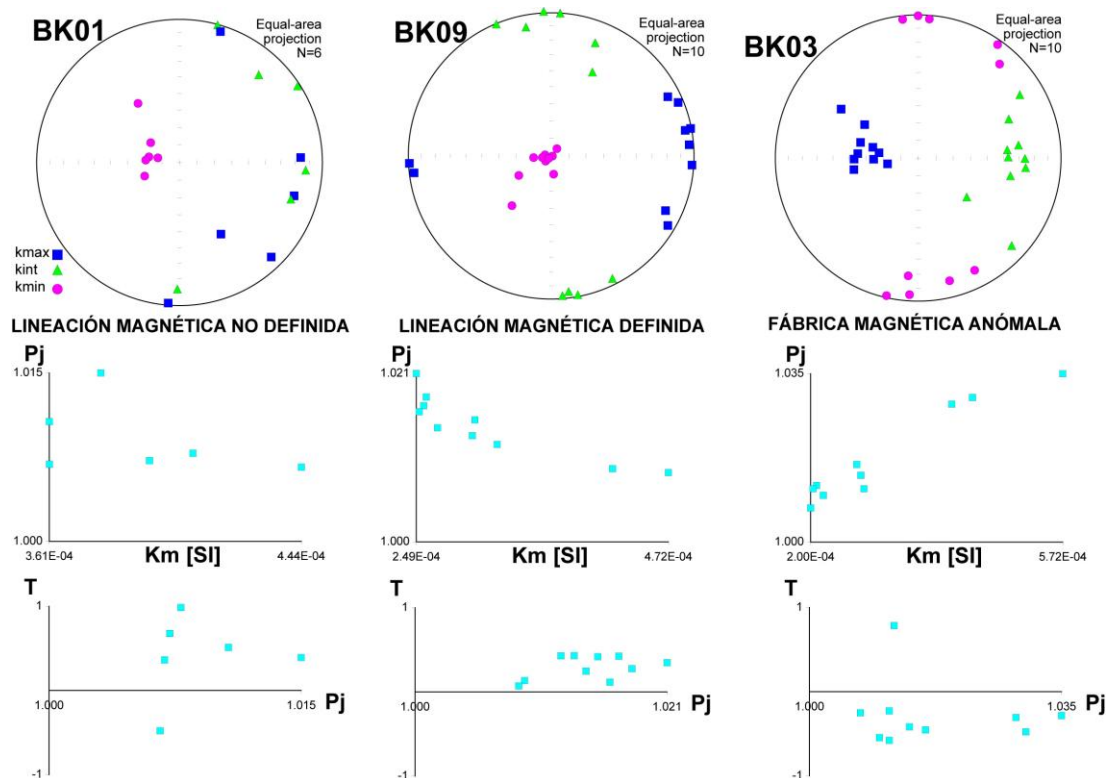 BK01
Equal-area
projection
N=6
BK09
Equal-area
projection
N=10
BK03
Equal-area
projection
N=10
kmax
kint
kmin
LINEACIÓN MAGNÉTICA NO DEFINIDA
LINEACIÓN MAGNÉTICA DEFINIDA
FÁBRICA MAGNÉTICA ANÓMALA
Pj
1.015
1.000
3.61E-04
Km [SI]
4.44E-04
Pj
1.021
1.000
2.49E-04
Km [SI]
4.72E-04
Pj
1.035
1.000
2.00E-04
Km [SI]
5.72E-04
T
1
1.000
Pj
1.015
-1
T
1
1.000
Pj
1.021
-1
T
1
1.000
Pj
1.035
-1